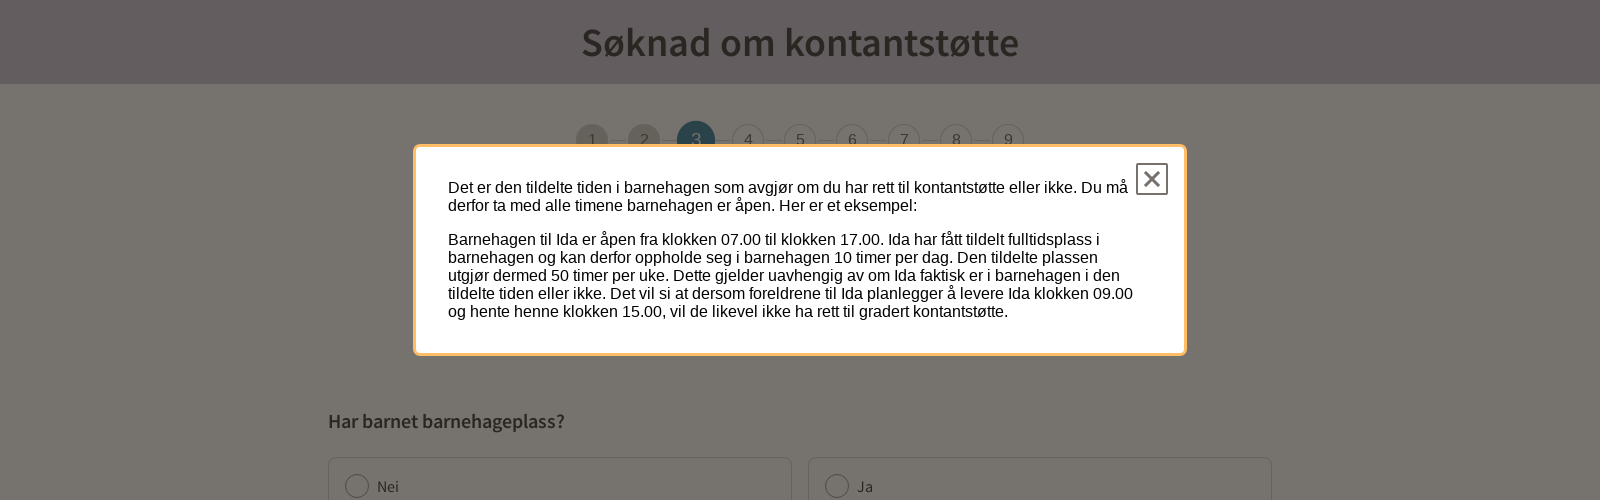 Søknad om kontantstøtte
1 2 3 4 5 6 7 8 9
Det er den tildelte tiden i barnehagen som avgjør om du har rett til kontantstøtte eller ikke. Du må
derfor ta med alle timene barnehagen er åpen. Her er et eksempel:
Barnehagen til Ida er åpen fra klokken 07.00 til klokken 17.00. Ida har fått tildelt fulltidsplass i
barnehagen og kan derfor oppholde seg i barnehagen 10 timer per dag. Den tildelte plassen
utgjør dermed 50 timer per uke. Dette gjelder uavhengig av om Ida faktisk er i barnehagen i den
tildelte tiden eller ikke. Det vil si at dersom foreldrene til Ida planlegger å levere Ida klokken 09.00
og hente henne klokken 15.00, vil de likevel ikke ha rett til gradert kontantstøtte.
Har barnet barnehageplass?
Nei Ja